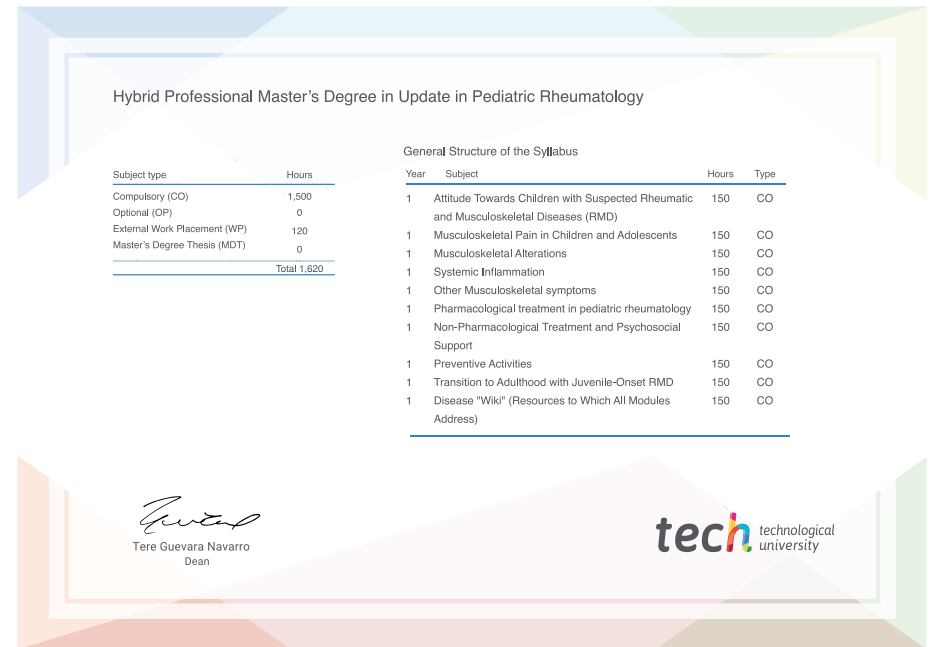 Hybrid Professional Master's Degree in Update in Pediatric Rheumatology
Subject type Hours
Compulsory (CO) 1,500
Optional (OP) 0
External Work Placement (WP) 120
Master's Degree Thesis (MDT) 0
Total 1,620
General Structure of the Syllabus
Year Subject Hours Type
1 Attitude Towards Children with Suspected Rheumatic 150 CO
and Musculoskeletal Diseases (RMD)
1 Musculoskeletal Pain in Children and Adolescents 150 CO
1 Musculoskeletal Alterations 150 CO
1 Systemic Inflammation 150 CO
1 Other Musculoskeletal symptoms 150 CO
1 Pharmacological treatment in pediatric rheumatology 150 CO
1 Non-Pharmacological Treatment and Psychosocial 150 CO
Support
1 Preventive Activities 150 CO
1 Transition to Adulthood with Juvenile-Onset RMD 150 CO
1 Disease "Wiki" (Resources to Which All Modules 150 CO
Address)
Tere Guevara Navarro
Dean
tech technological
university